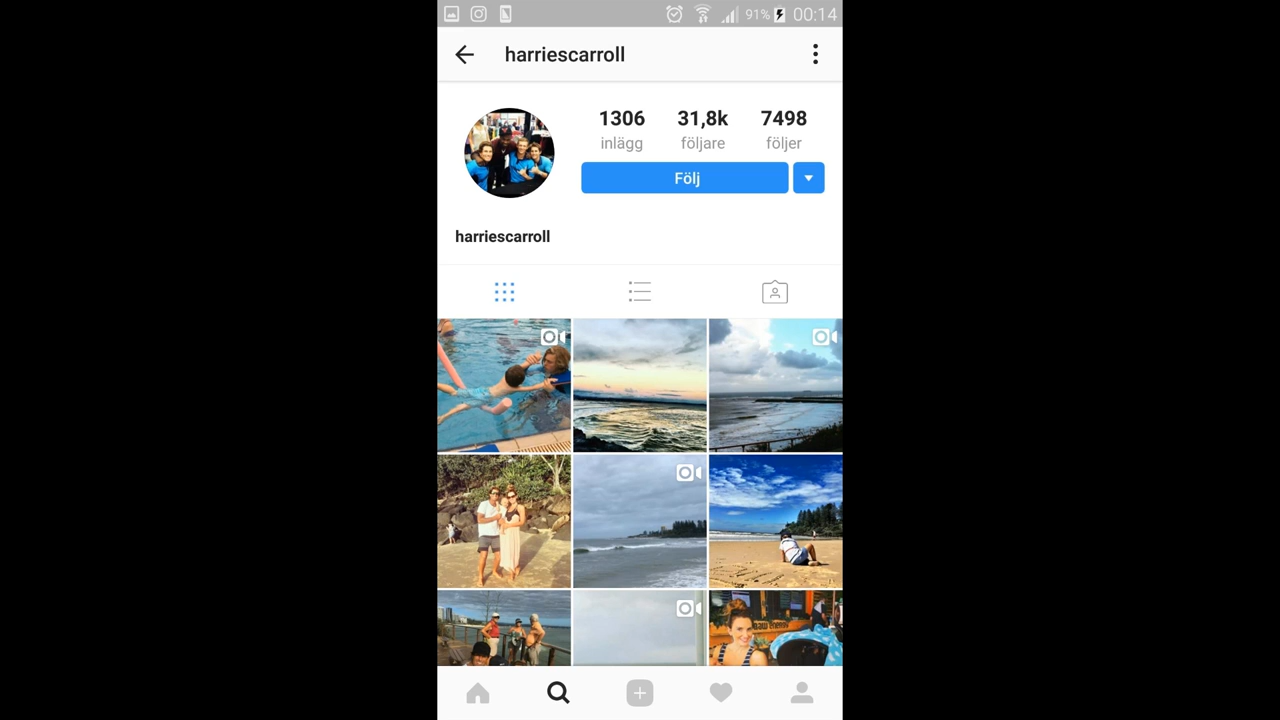 91% 00:14
harriescarroll
1306 31,8k 7498
inlägg följare följer
Följ
harriescarroll